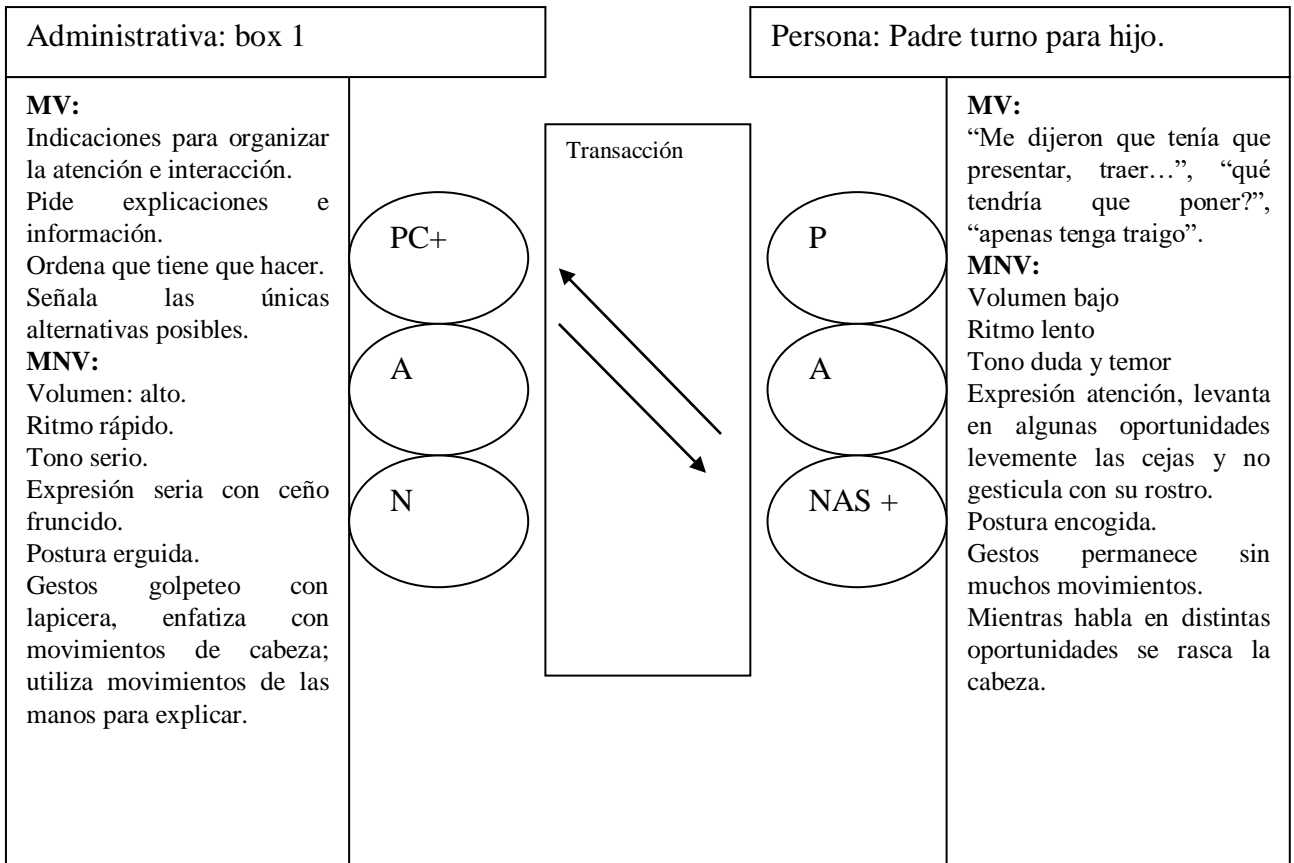 Administrativa: box 1
Persona: Padre turno para hijo.
MV:
Indicaciones para organizar
la atención e interacción.
Pide explicaciones e
información.
Ordena que tiene que hacer.
Señala las únicas
alternativas posibles.
MNV:
Volumen: alto.
Ritmo rápido.
Tono serio.
Expresión seria con ceño
fruncido.
Postura erguida.
Gestos golpeteo con
lapicera, enfatiza con
movimientos de cabeza;
utiliza movimientos de las
manos para explicar.
PC+
A
N
Transacción
P
A
NAS +
MV:
“Me dijeron que tenía que
presentar, traer…”, “qué
tendría que poner?”,
“apenas tenga traigo”.
MNV:
Volumen bajo
Ritmo lento
Tono duda y temor
Expresión atención, levanta
en algunas oportunidades
levemente las cejas y no
gesticula con su rostro.
Postura encogida.
Gestos permanece sin
muchos movimientos.
Mientras habla en distintas
oportunidades se rasca la
cabeza.